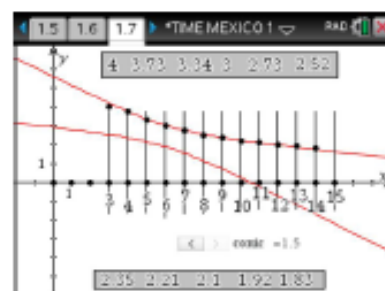 1.5 1.6 1.7 *TIME MEXICO 1 RAD
y
4 3.73 3.34 3 2.73 2.52
1
1 3 4 5 6 7 8 9 10 11 12 13 14 15
x
conic =1.5
2.35 2.21 2.1 1.92 1.83